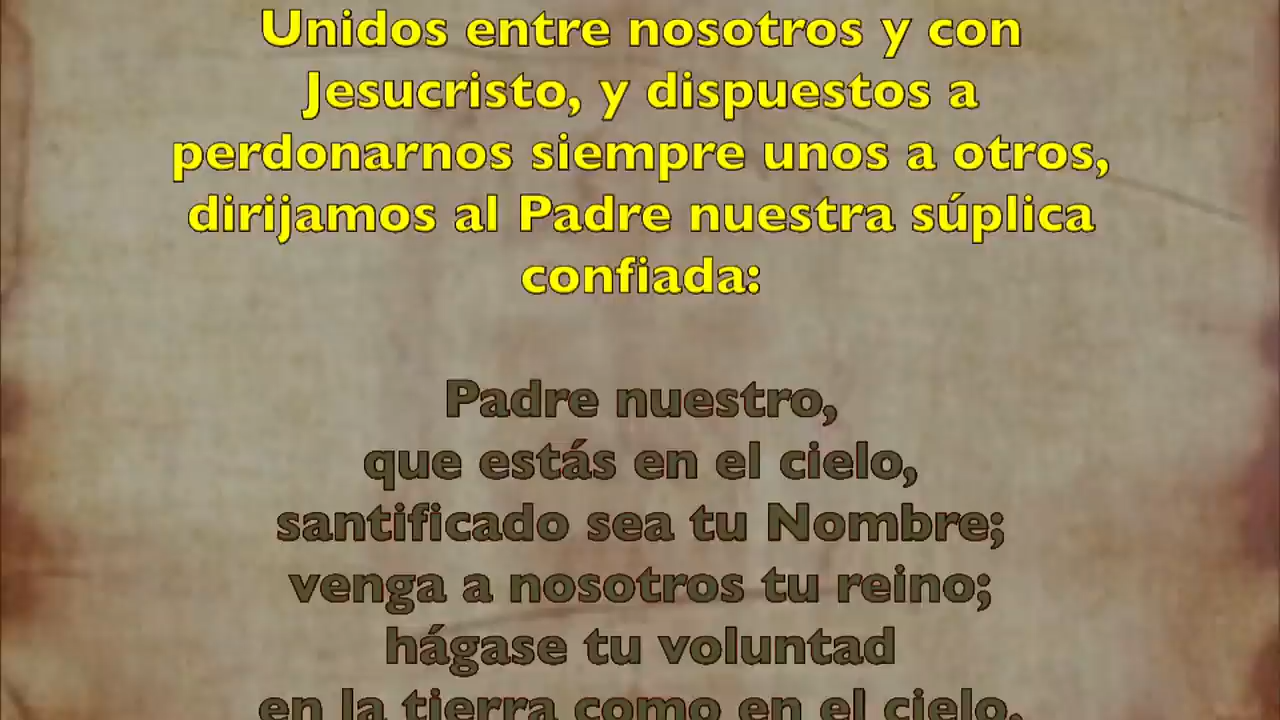 Unidos entre nosotros y con
Jesucristo, y dispuestos a
perdonarnos siempre unos a otros,
dirijamos al Padre nuestra súplica
confiada:
Padre nuestro,
que estás en el cielo,
santificado sea tu Nombre;
venga a nosotros tu reino;
hágase tu voluntad
en la tierra como en el cielo.